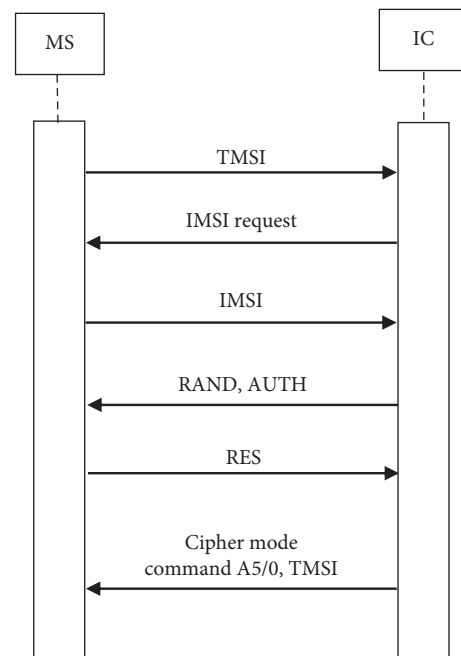 MS
IC
TMSI
IMSI request
IMSI
RAND, AUTH
RES
Cipher mode
command A5/0, TMSI